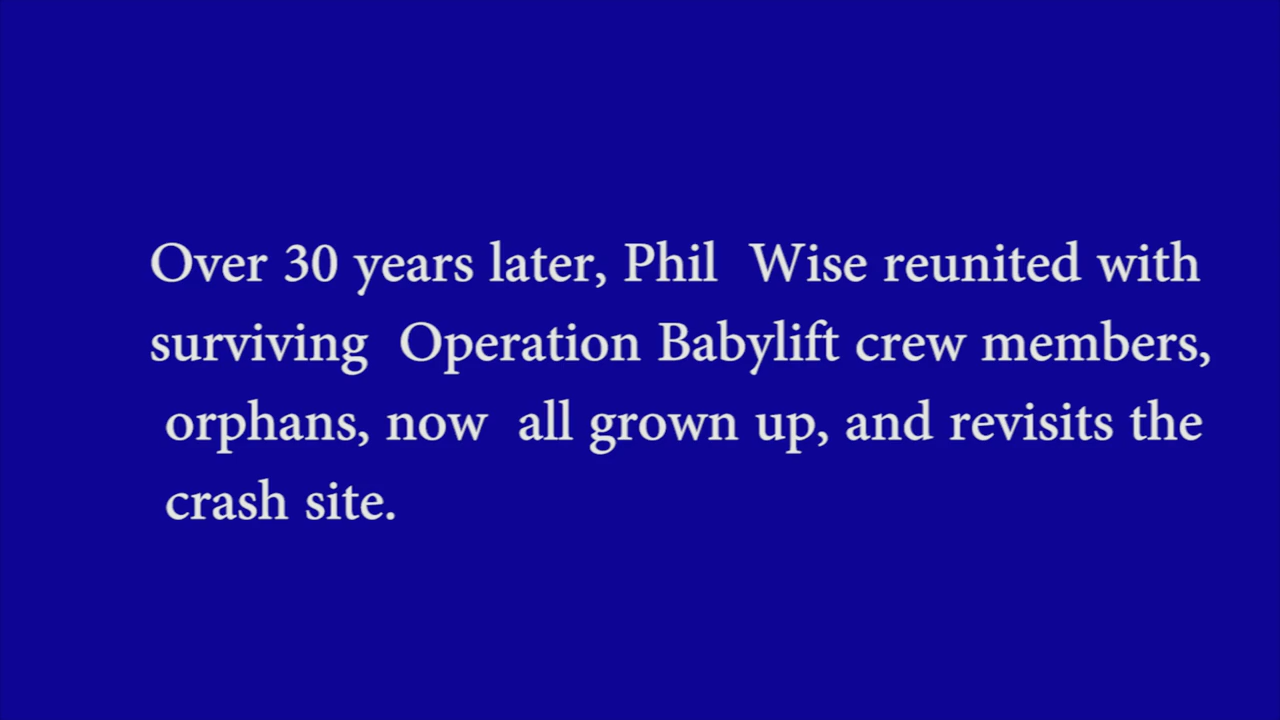 Over 30 years later, Phil  Wise reunited with
surviving  Operation Babylift crew members,
orphans, now  all grown up, and revisits the
crash site.